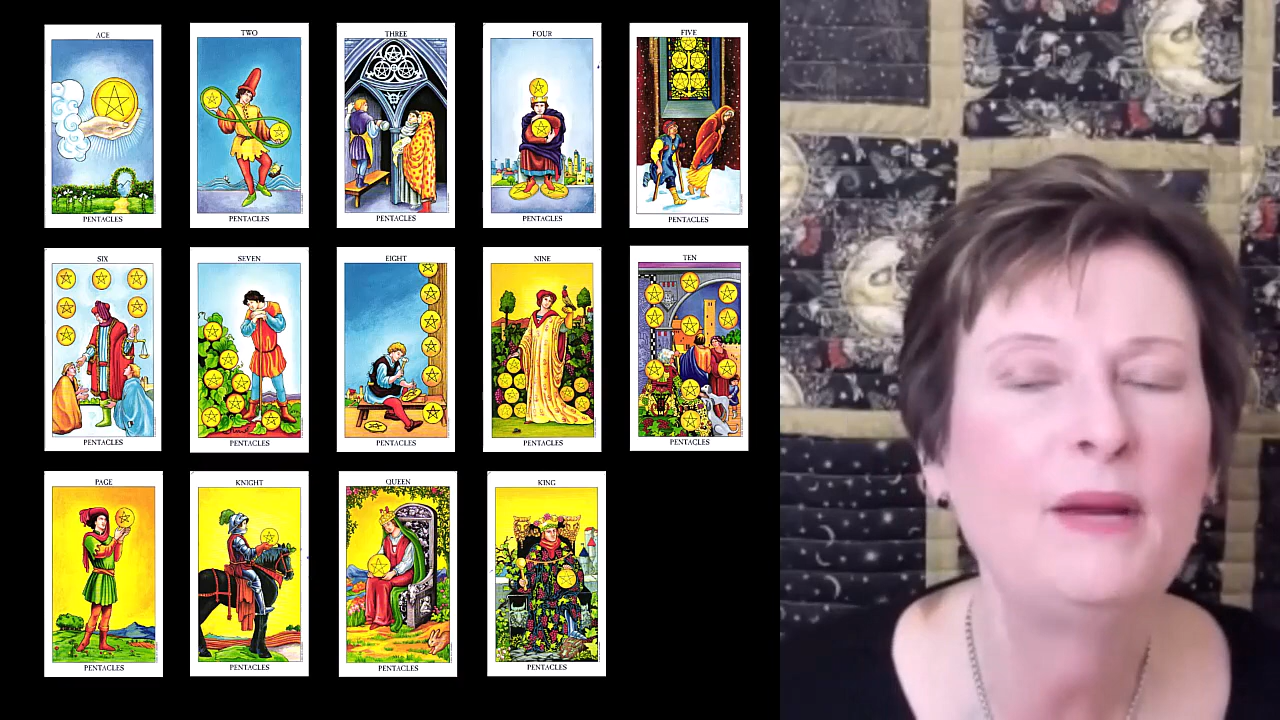 ACE
PENTACLES
TWO
PENTACLES
THREE
PENTACLES
FOUR
PENTACLES
FIVE
PENTACLES
SIX
PENTACLES
SEVEN
PENTACLES
EIGHT
PENTACLES
NINE
PENTACLES
TEN
PENTACLES
PAGE
PENTACLES
KNIGHT
PENTACLES
QUEEN
PENTACLES
KING
PENTACLES